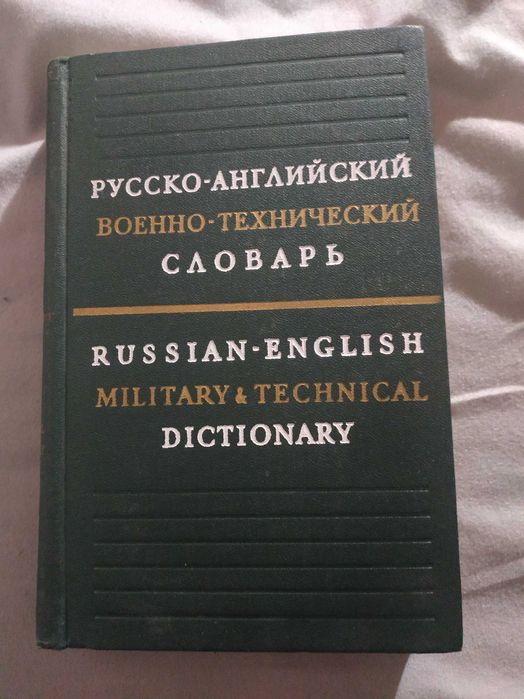 РУССКО-АНГЛИЙСКИЙ
ВОЕННО-ТЕХНИЧЕСКИЙ
СЛОВАРЬ
RUSSIAN-ENGLISH
MILITARY & TECHNICAL
DICTIONARY